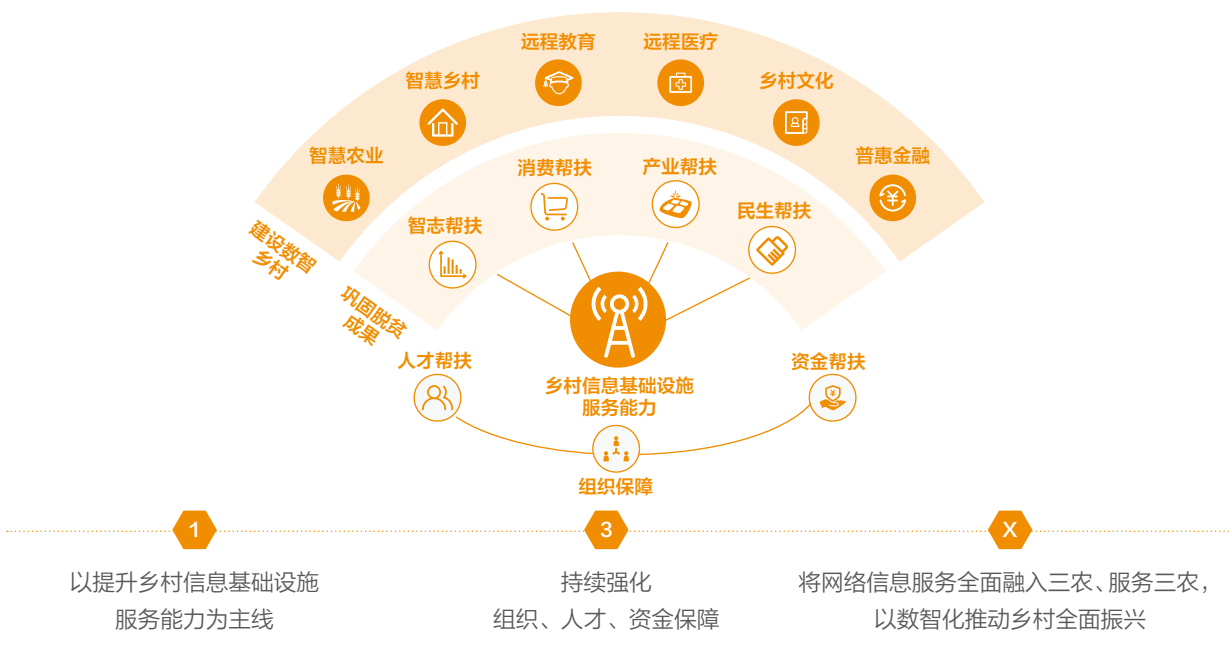 远程教育
远程医疗
智慧乡村
乡村文化
智慧农业
普惠金融
消费帮扶
产业帮扶
智志帮扶
民生帮扶
建设数智
乡村
巩固脱贫
成果
人才帮扶
资金帮扶
乡村信息基础设施
服务能力
组织保障
1
3
X
以提升乡村信息基础设施
服务能力为主线
持续强化
组织、人才、资金保障
将网络信息服务全面融入三农、服务三农，
以数智化推动乡村全面振兴